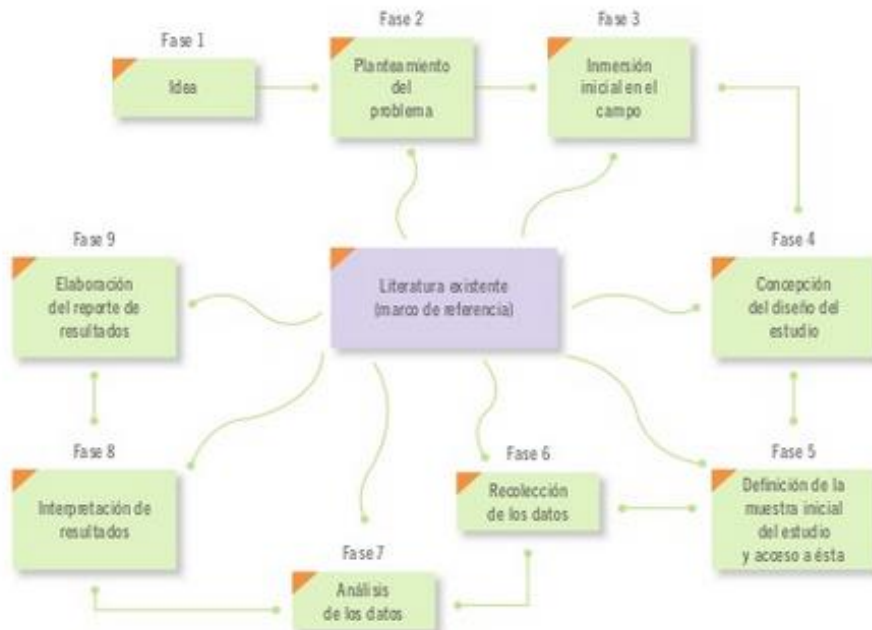 Fase 1
Idea
Fase 2
Planteamiento
del
problema
Fase 3
Inmersión
inicial en el
campo
Fase 4
Concepción
del diseño del
estudio
Fase 5
Definición de la
muestra inicial
del estudio
y acceso a ésta
Fase 6
Recolección
de los datos
Fase 7
Análisis
de los datos
Fase 8
Interpretación de
resultados
Fase 9
Elaboración
del reporte de
resultados
Literatura existente
(marco de referencia)